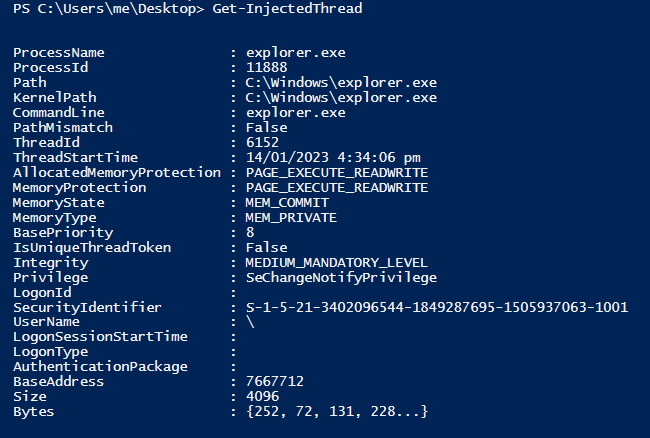 PS C:\Users\me\Desktop> Get-InjectedThread
ProcessName : explorer.exe
ProcessId : 11888
Path : C:\Windows\explorer.exe
KernelPath : C:\Windows\explorer.exe
CommandLine : explorer.exe
PathMismatch : False
ThreadId : 6152
ThreadStartTime : 14/01/2023 4:34:06 pm
AllocatedMemoryProtection : PAGE_EXECUTE_READWRITE
MemoryProtection : PAGE_EXECUTE_READWRITE
MemoryState : MEM_COMMIT
MemoryType : MEM_PRIVATE
BasePriority : 8
IsUniqueThreadToken : False
Integrity : MEDIUM_MANDATORY_LEVEL
Privilege : SeChangeNotifyPrivilege
LogonId :
SecurityIdentifier : S-1-5-21-3402096544-1849287695-1505937063-1001
UserName : \
LogonSessionStartTime :
LogonType :
AuthenticationPackage :
BaseAddress : 7667712
Size : 4096
Bytes : {252, 72, 131, 228...}